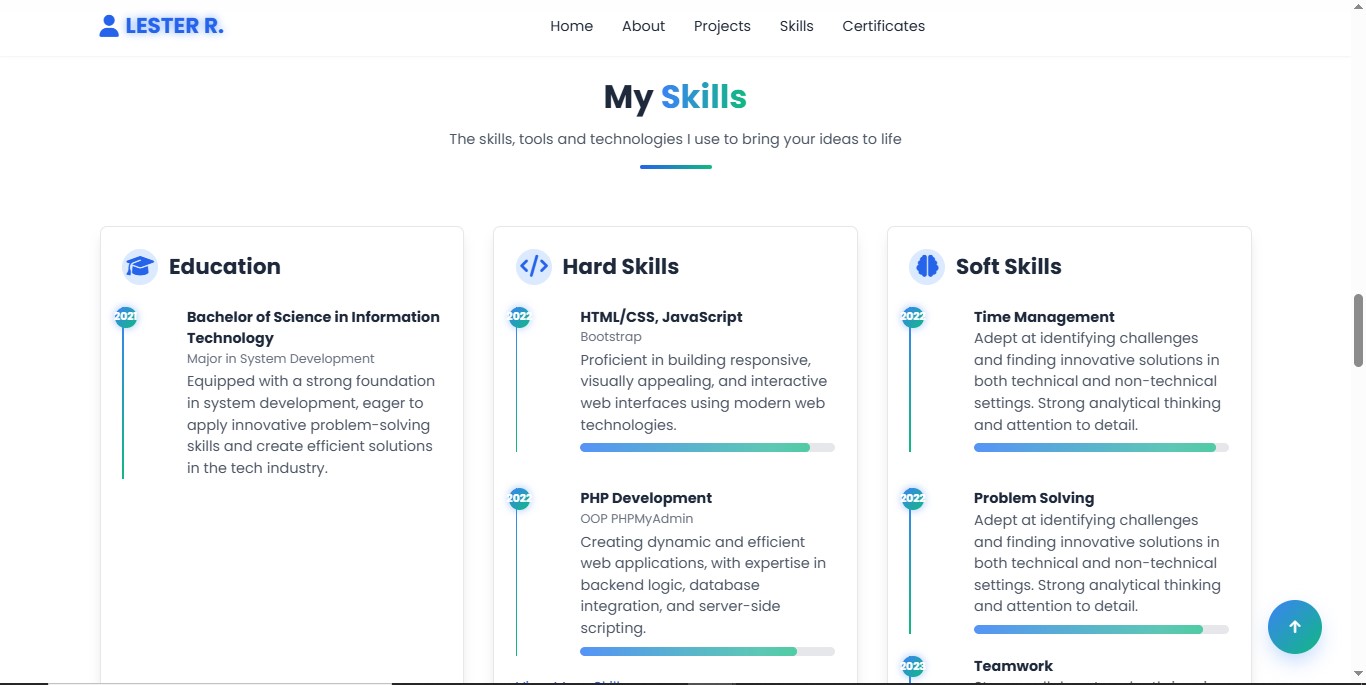 LESTER R.
Home About Projects Skills Certificates
My Skills
The skills, tools and technologies I use to bring your ideas to life
Education
2021
Bachelor of Science in Information
Technology
Major in System Development
Equipped with a strong foundation
in system development, eager to
apply innovative problem-solving
skills and create efficient solutions
in the tech industry.
Hard Skills
2022
HTML/CSS, JavaScript
Bootstrap
Proficient in building responsive,
visually appealing, and interactive
web interfaces using modern web
technologies.
2022
PHP Development
OOP PHPMyAdmin
Creating dynamic and efficient
web applications, with expertise in
backend logic, database
integration, and server-side
scripting.
Soft Skills
2022
Time Management
Adept at identifying challenges
and finding innovative solutions in
both technical and non-technical
settings. Strong analytical thinking
and attention to detail.
2022
Problem Solving
Adept at identifying challenges
and finding innovative solutions in
both technical and non-technical
settings. Strong analytical thinking
and attention to detail.
2023
Teamwork